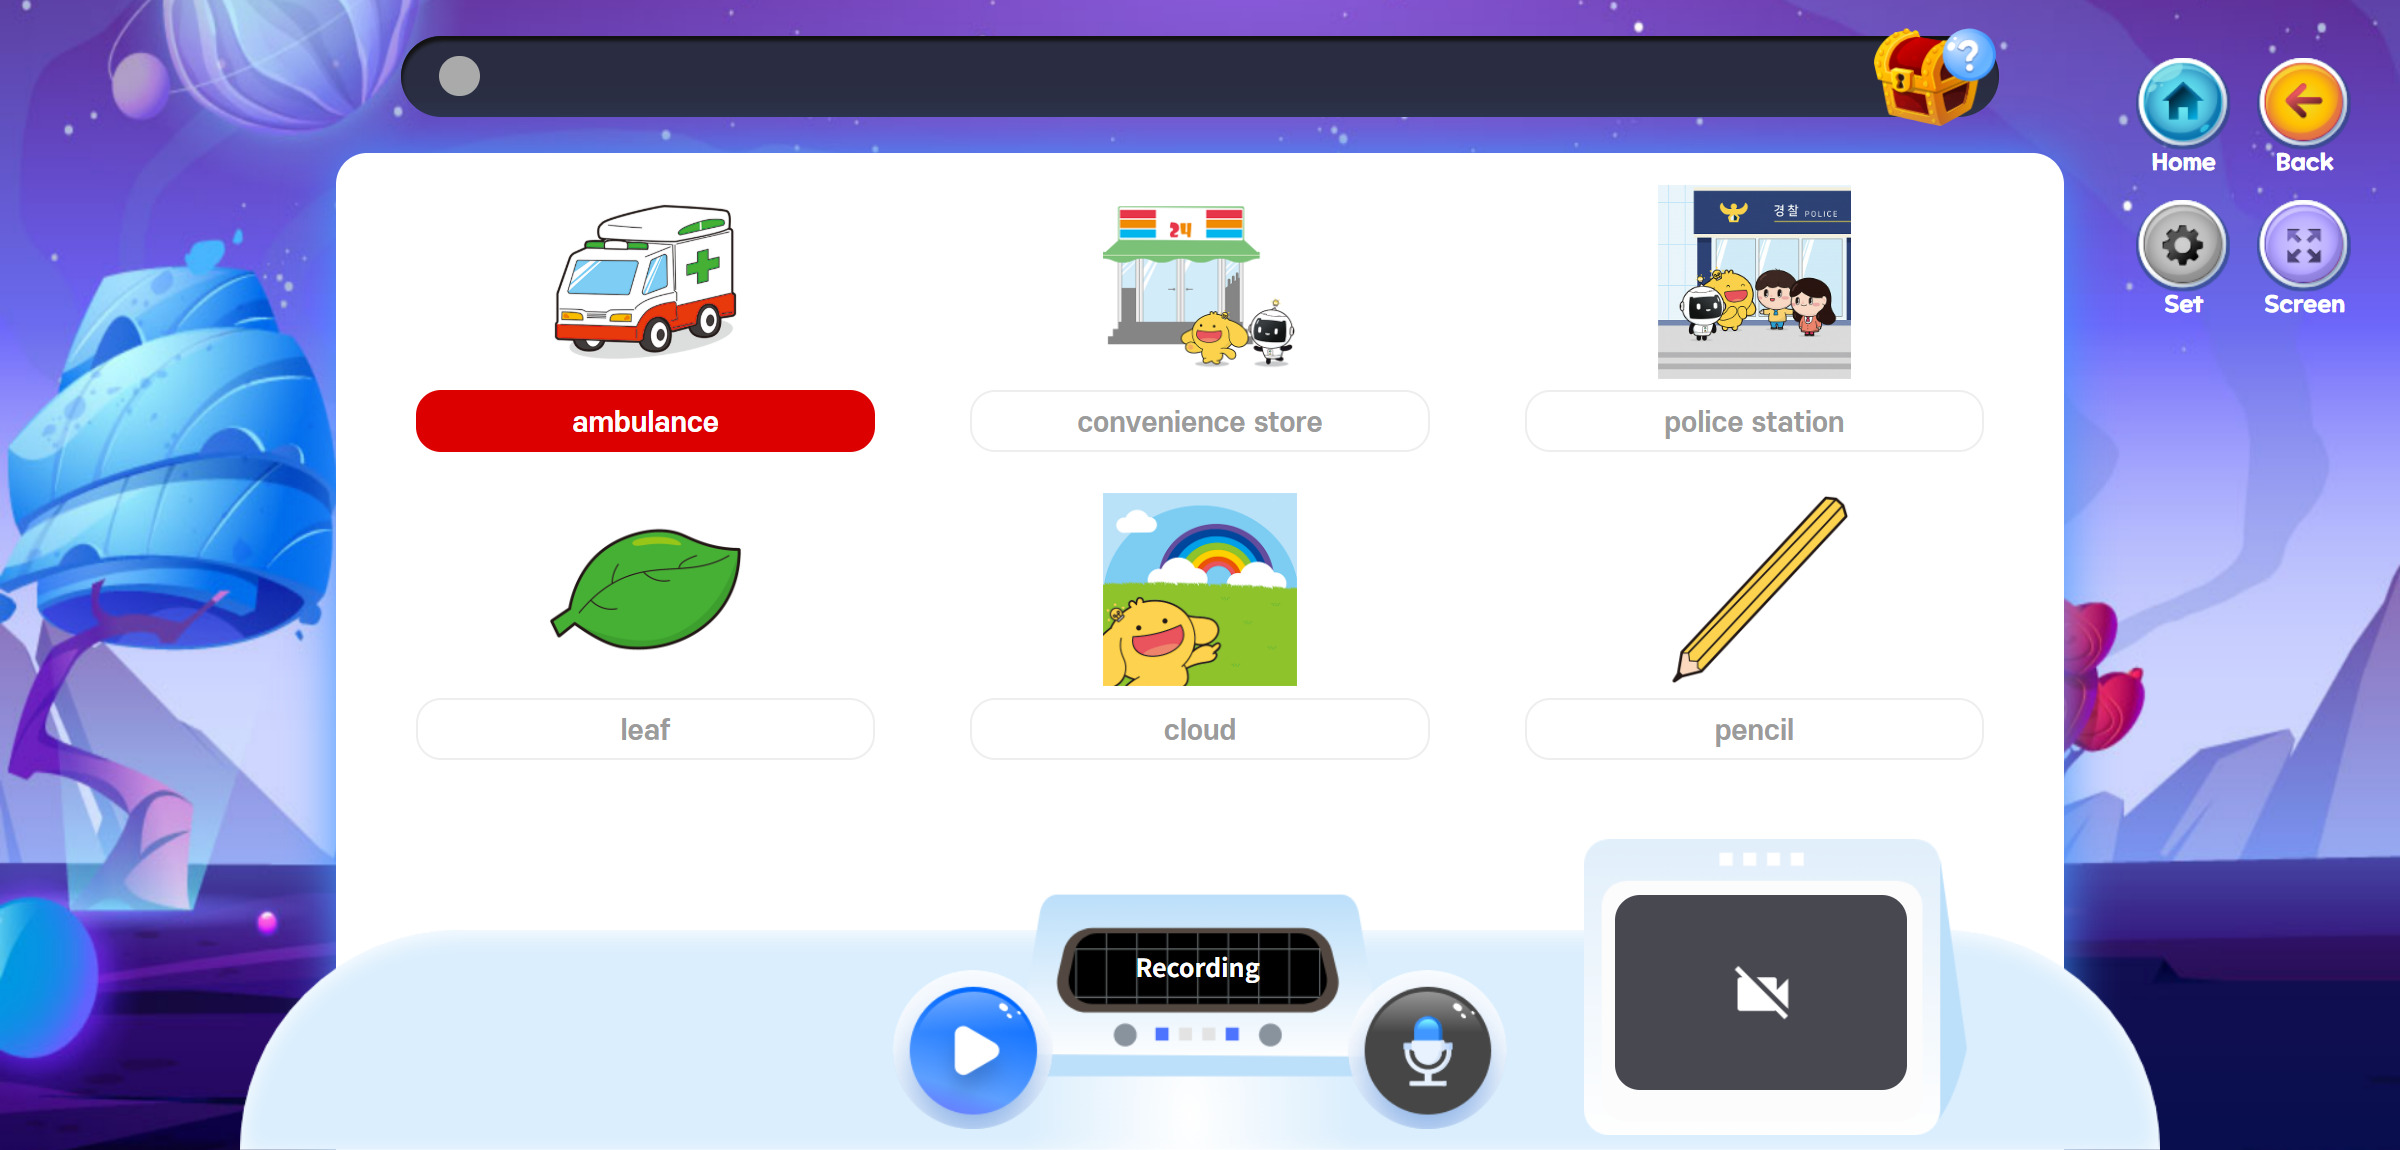 ?
Home
Back
24
경찰 POLICE
Set
Screen
ambulance
convenience store
police station
leaf
cloud
pencil
Recording